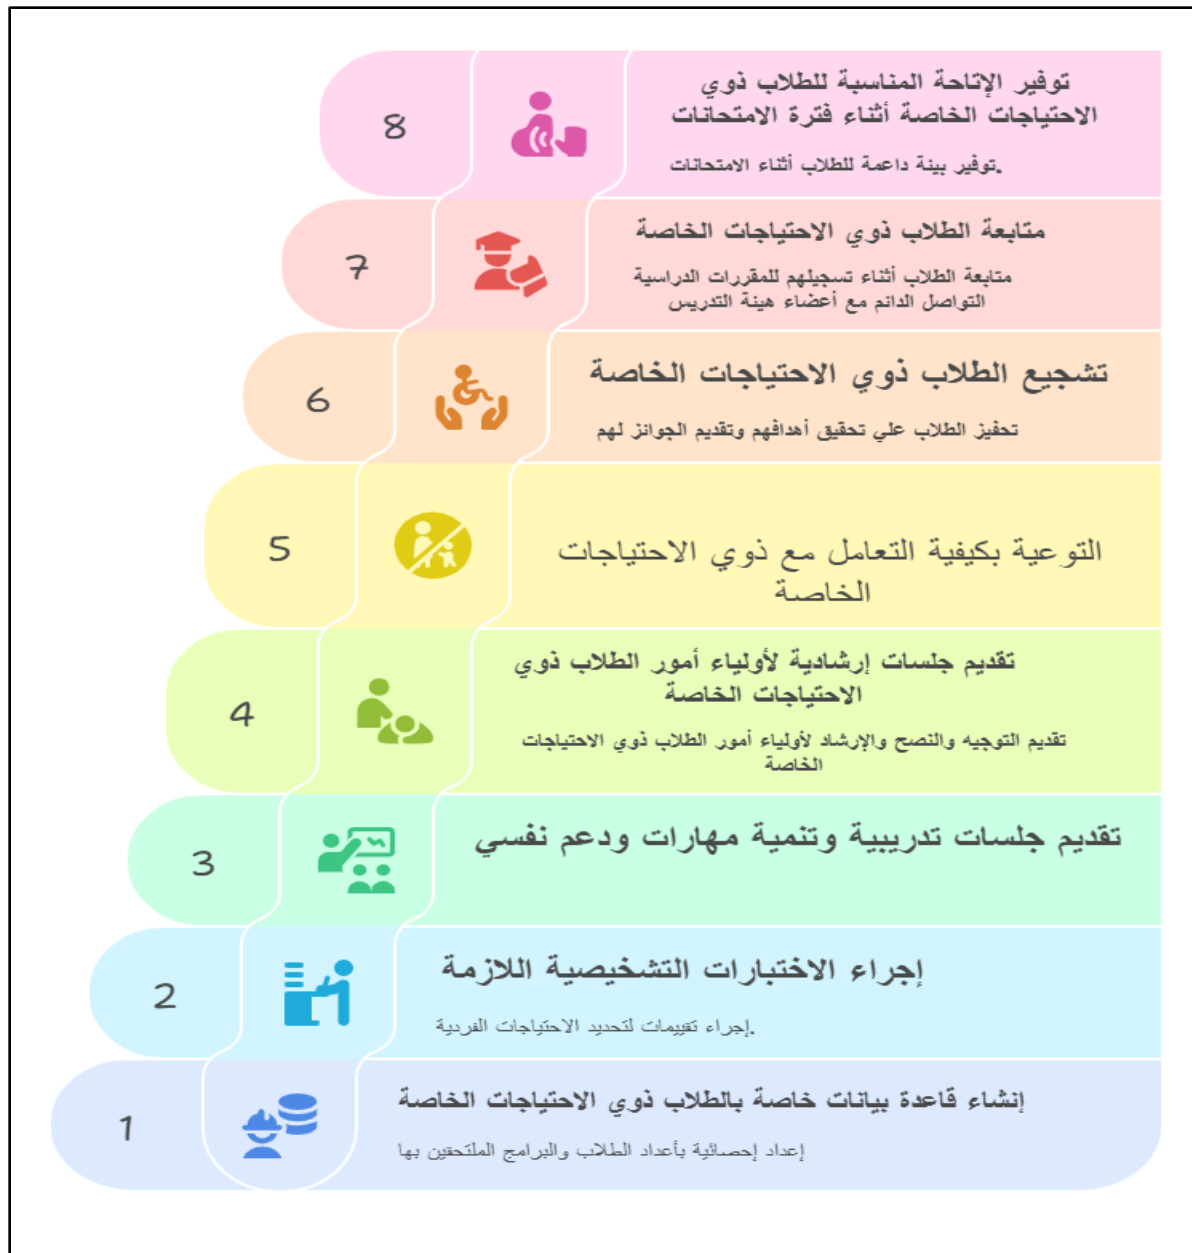 8
توفير الإتاحة المناسبة للطلاب ذوي
الاحتياجات الخاصة أثناء فترة الامتحانات
توفير بيئة داعمة للطلاب أثناء الامتحانات.
7
متابعة الطلاب ذوي الاحتياجات الخاصة
متابعة الطلاب أثناء تسجيلهم للمقررات الدراسية
التواصل الدائم مع أعضاء هيئة التدريس
6
تشجيع الطلاب ذوي الاحتياجات الخاصة
تحفيز الطلاب علي تحقيق أهدافهم وتقديم الجوائز لهم
5
التوعية بكيفية التعامل مع ذوي الاحتياجات
الخاصة
4
تقديم جلسات إرشادية لأولياء أمور الطلاب ذوي
الاحتياجات الخاصة
تقديم التوجيه والنصح والإرشاد لأولياء أمور الطلاب ذوي الاحتياجات
الخاصة
3
تقديم جلسات تدريبية وتنمية مهارات ودعم نفسي
2
إجراء الاختبارات التشخيصية اللازمة
إجراء تقييمات لتحديد الاحتياجات الفردية.
1
إنشاء قاعدة بيانات خاصة بالطلاب ذوي الاحتياجات الخاصة
إعداد إحصائية بأعداد الطلاب والبرامج الملتحقين بها